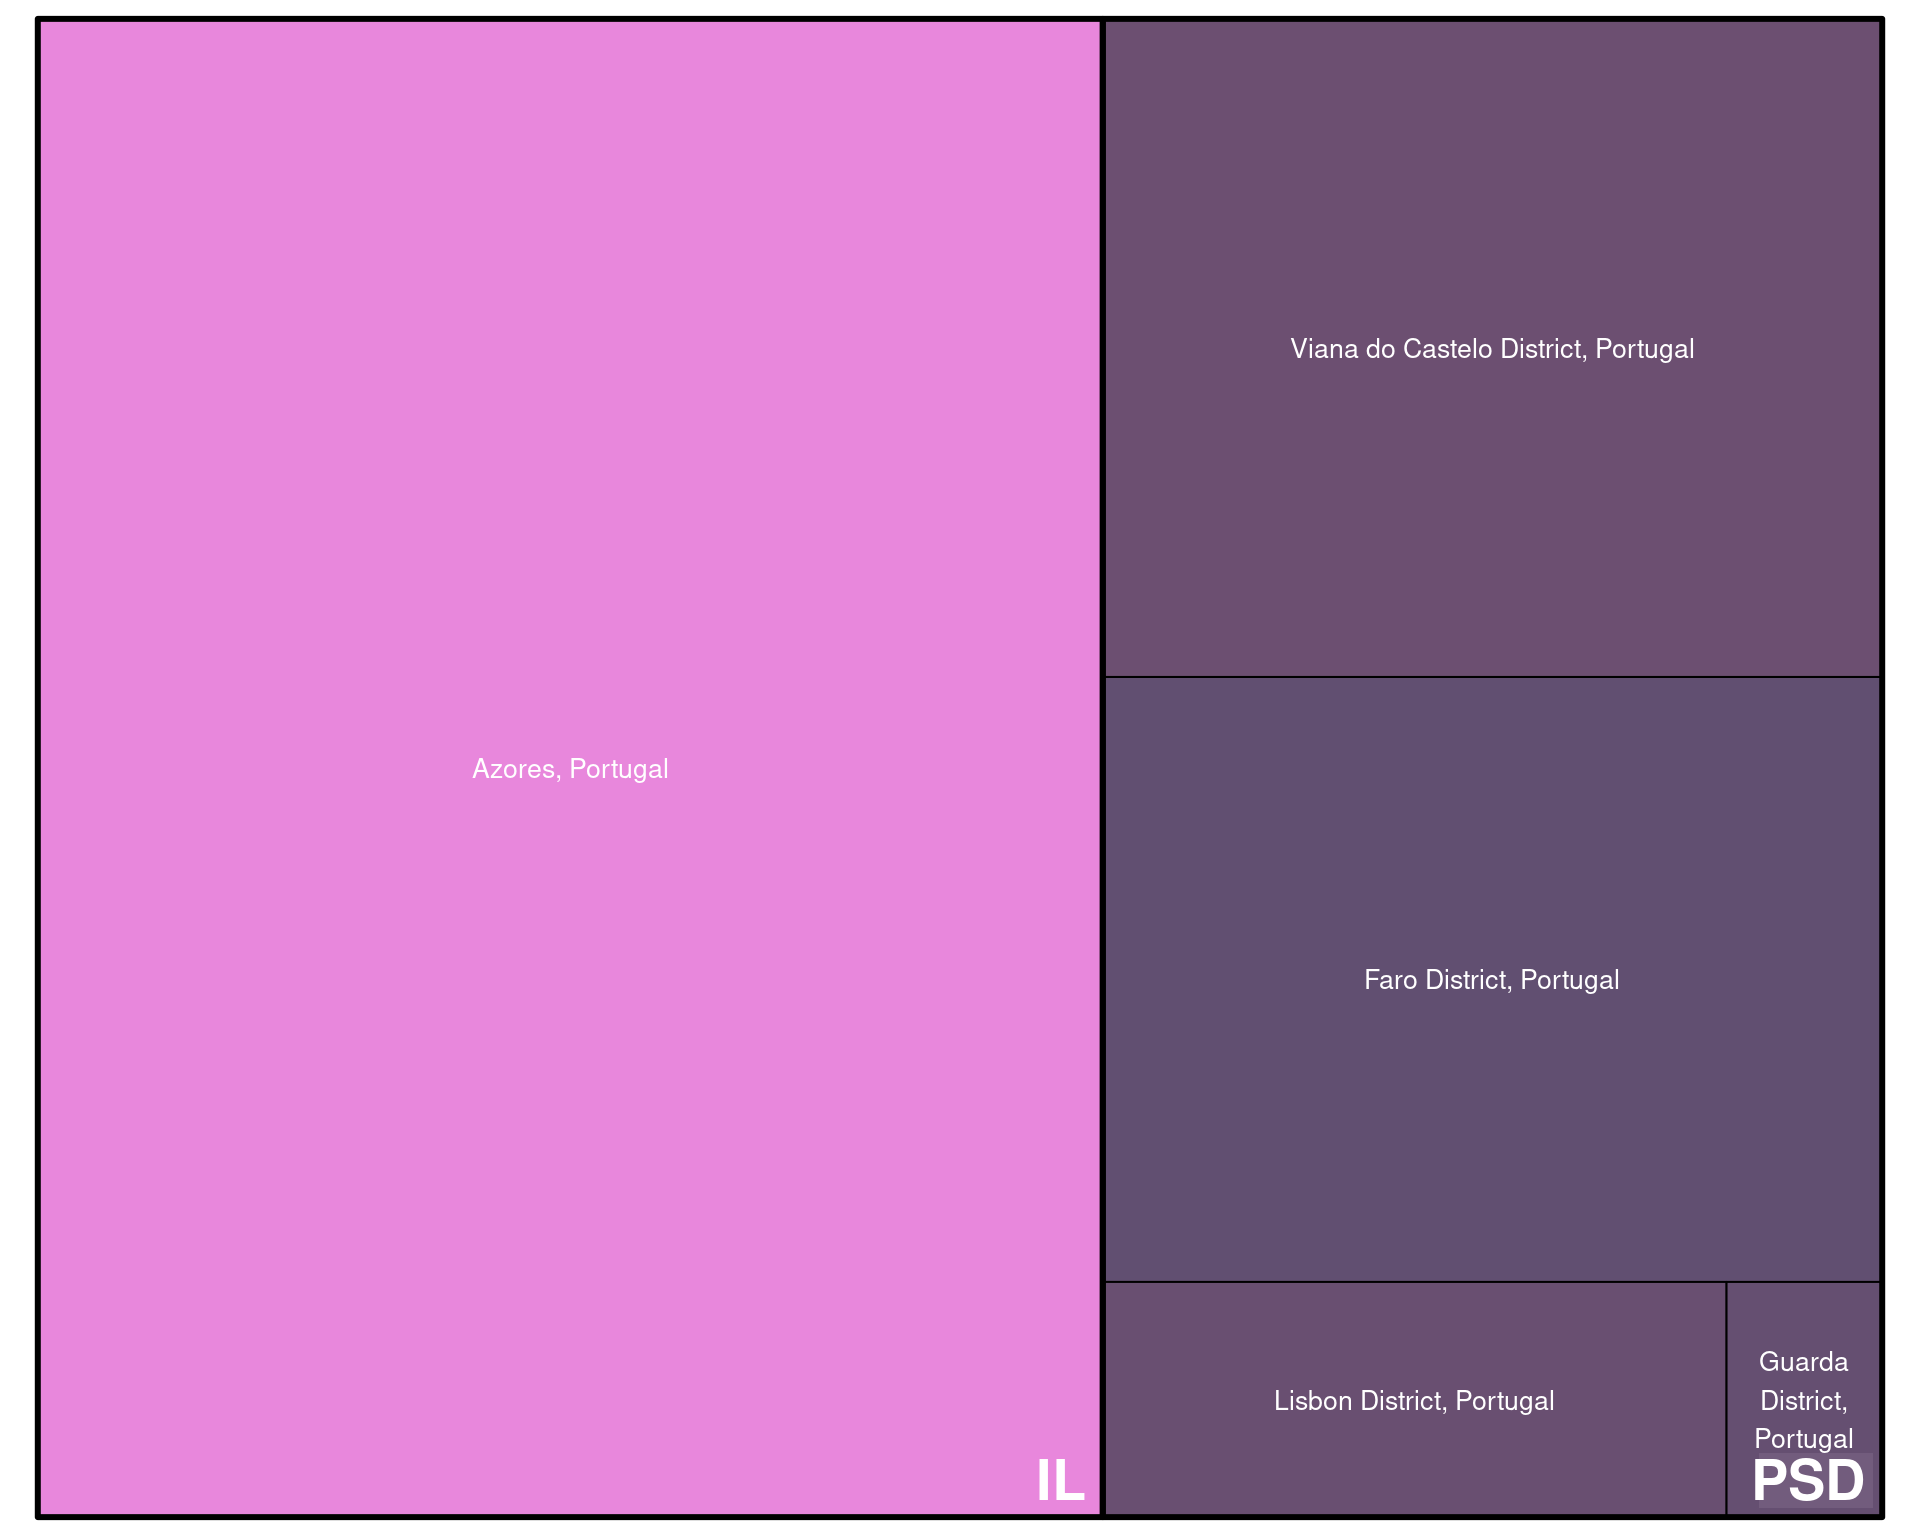 Viana do Castelo District, Portugal
Azores, Portugal
Faro District, Portugal
Lisbon District, Portugal
Guarda
District,
Portugal
IL
PSD